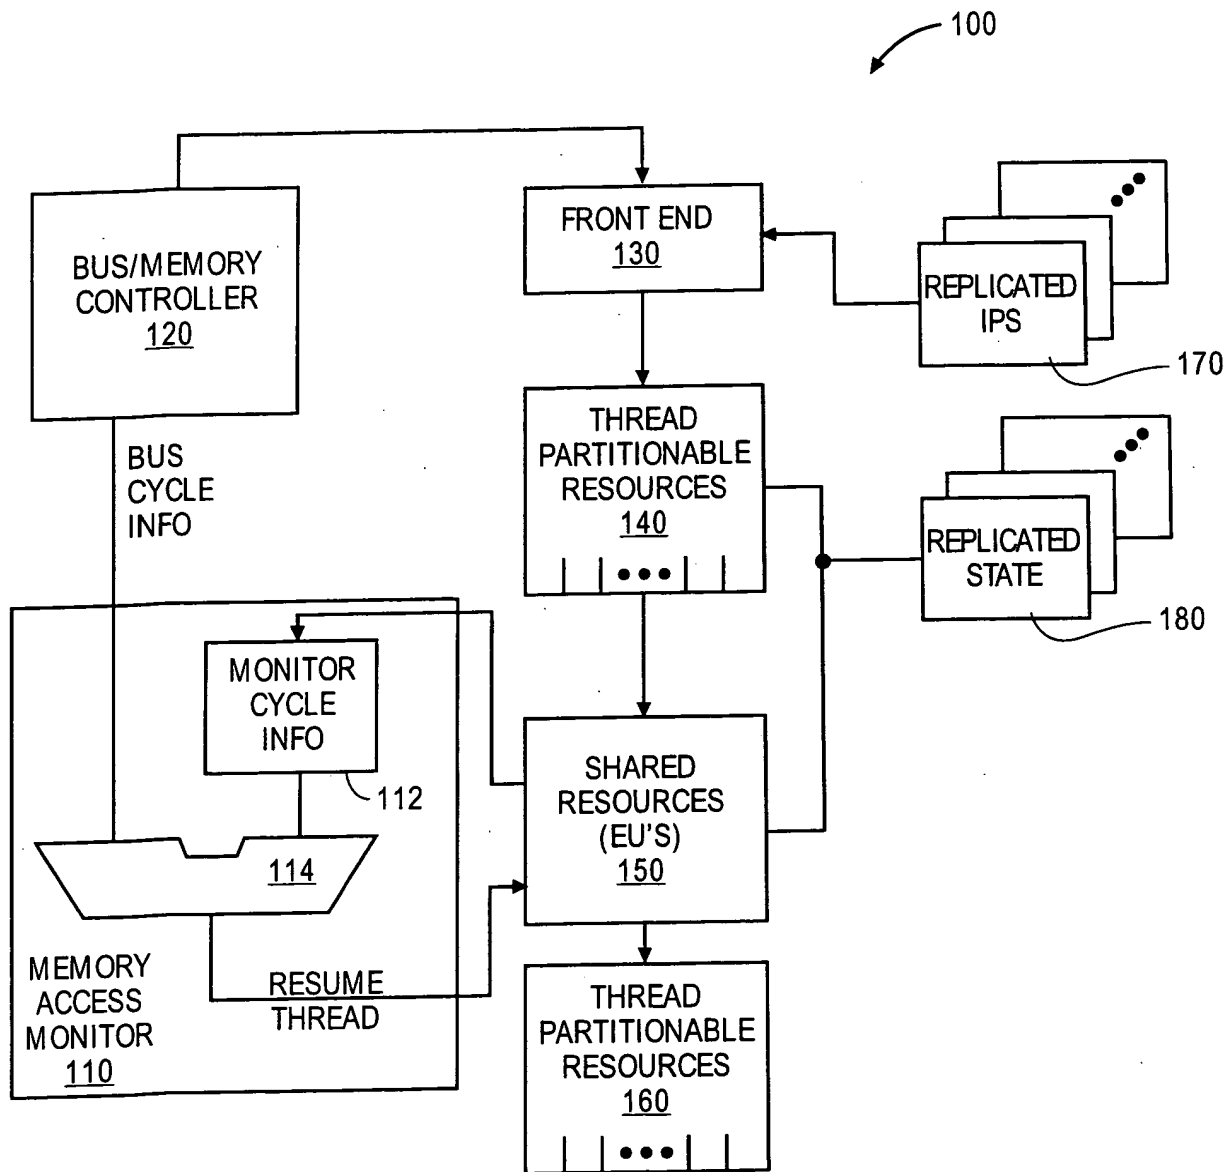 100
BUS/MEMORY
CONTROLLER
120
FRONT END
130
REPLICATED
IPS
170
BUS
CYCLE
INFO
THREAD
PARTITIONABLE
RESOURCES
140
REPLICATED
STATE
180
MONITOR
CYCLE
INFO
112
114
SHARED
RESOURCES
(EU'S)
150
MEMORY
ACCESS
MONITOR
110
RESUME
THREAD
THREAD
PARTITIONABLE
RESOURCES
160